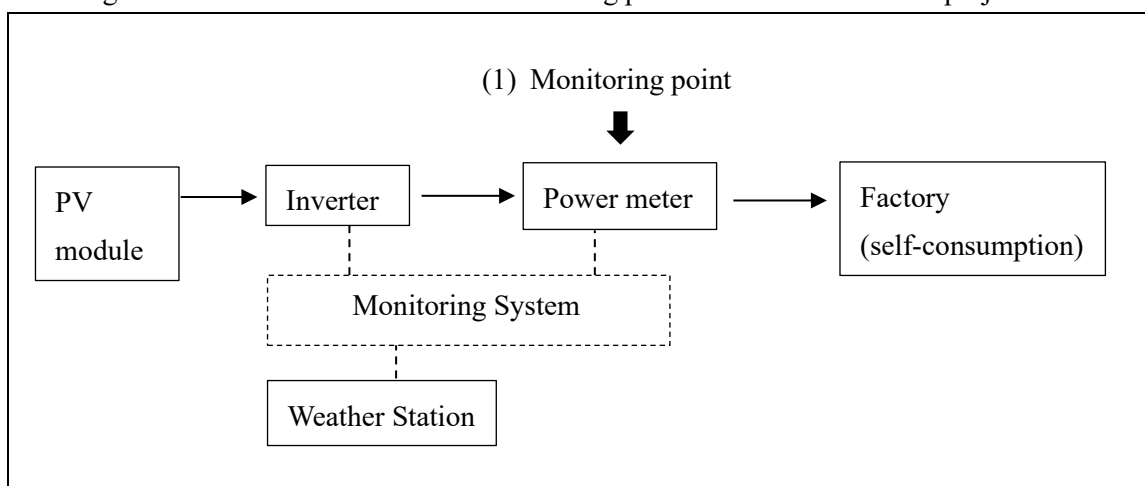 (1) Monitoring point
PV
module
Inverter
Power meter
Factory
(self-consumption)
Monitoring System
Weather Station